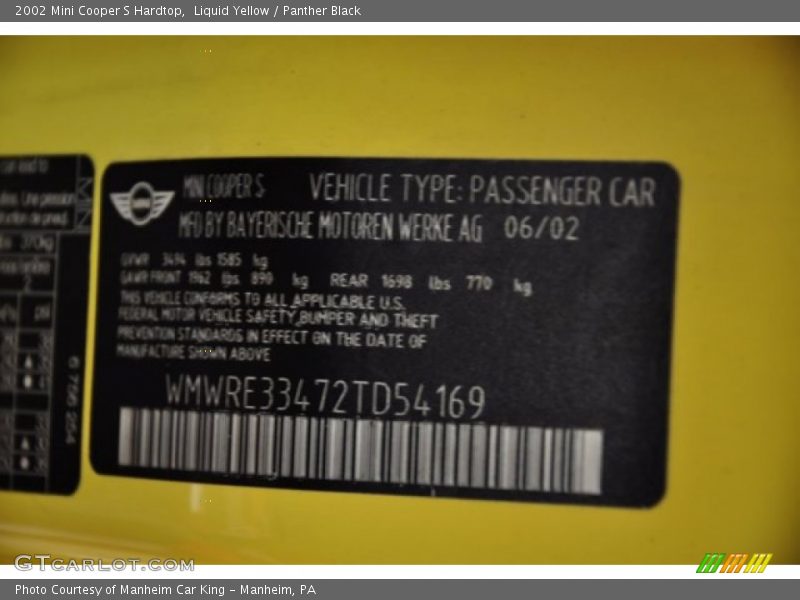 2002 Mini Cooper S Hardtop,  Liquid Yellow / Panther Black
MINI COOPER S VEHICLE TYPE: PASSENGER CAR
MFD BY BAYERISCHE MOTOREN WERKE AG 06/02
GVWR 3494 lbs 1585 kg
GAWR FRONT 1962 lbs 890 kg REAR 1698 lbs 770 kg
THIS VEHICLE CONFORMS TO ALL APPLICABLE U.S.
FEDERAL MOTOR VEHICLE SAFETY,BUMPER AND THEFT
PREVENTION STANDARDS IN EFFECT ON THE DATE OF
MANUFACTURE SHOWN ABOVE
WMWRE33472TD54169
GTCARLOT.COM
Photo Courtesy of Manheim Car King - Manheim, PA